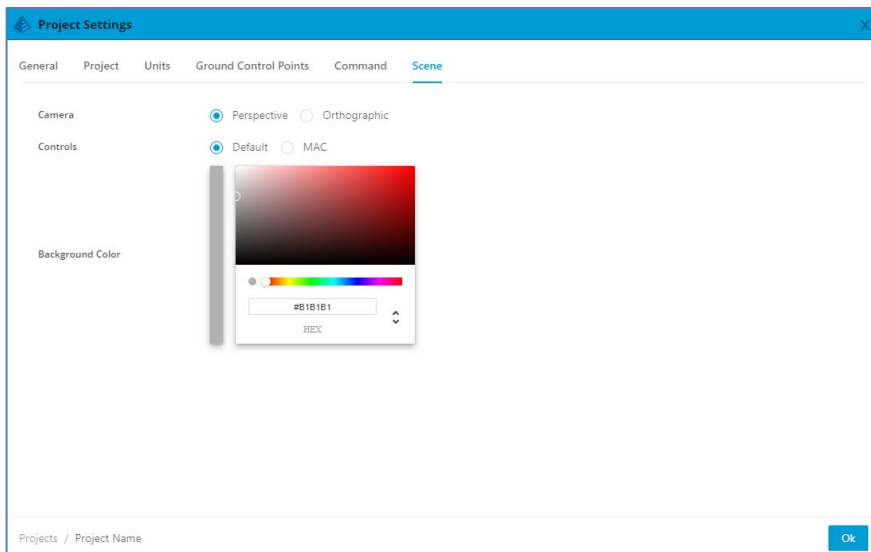 Project Settings
General Project Units Ground Control Points Command Scene
Camera Perspective Orthographic
Controls Default MAC
Background Color
#B1B1B1
HEX
Projects / Project Name Ok